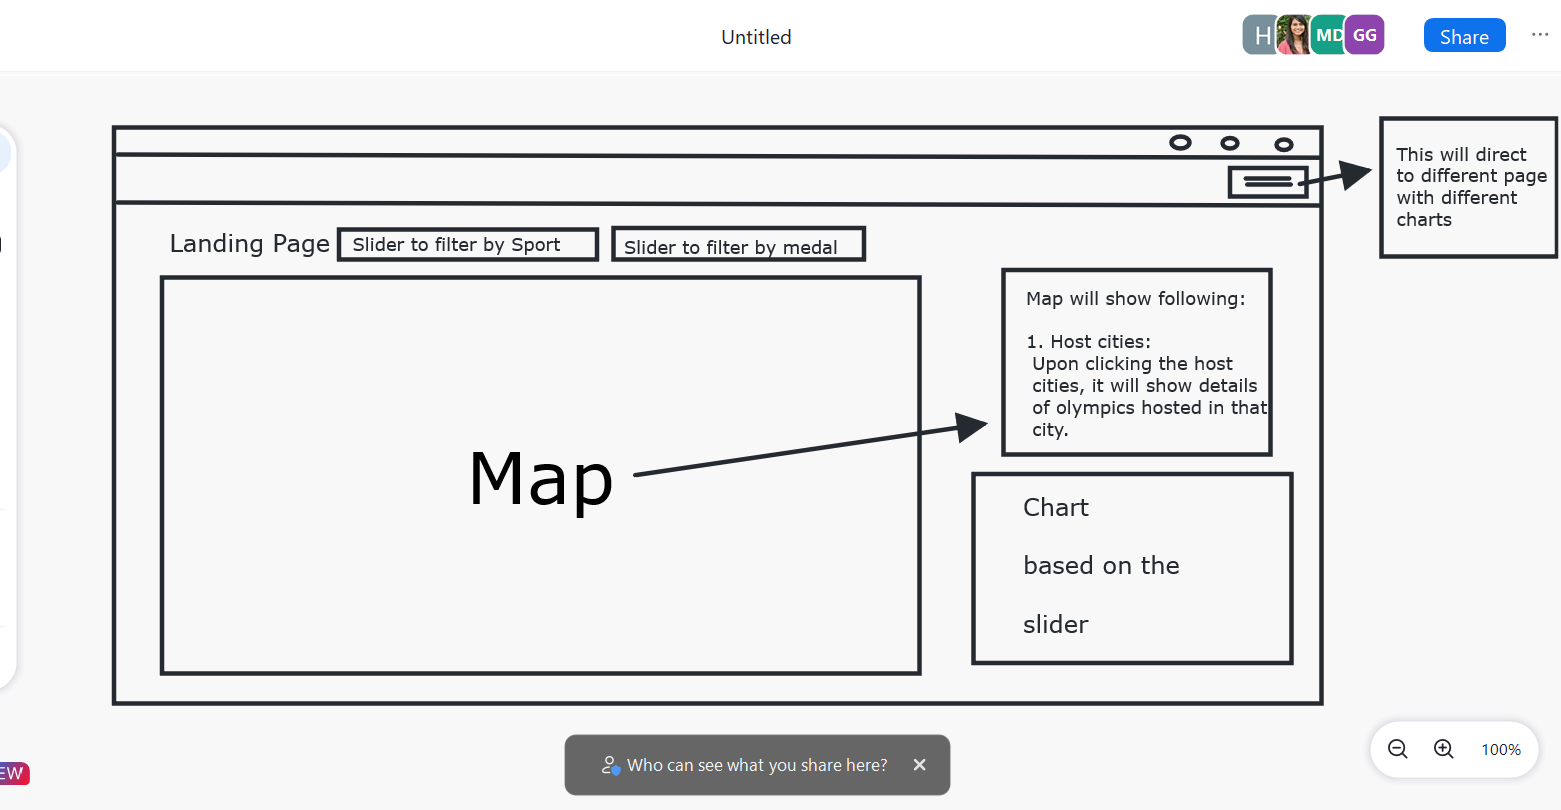 Untitled
H
MD
GG
Share
This will direct
to different page
with different
charts
Landing Page
Slider to filter by Sport
Slider to filter by medal
Map will show following:
1. Host cities:
Upon clicking the host
cities, it will show details
of olympics hosted in that
city.
Map
Chart
based on the
slider
Who can see what you share here?
100%